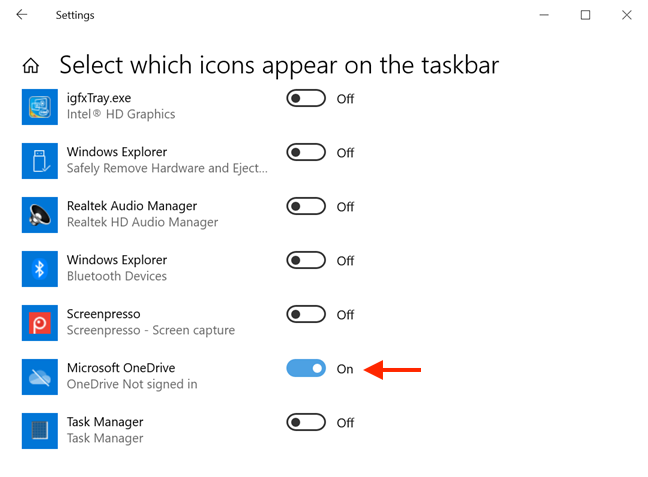 Settings
Select which icons appear on the taskbar
igfxTray.exe
Intel® HD Graphics
Off
Windows Explorer
Safely Remove Hardware and Eject...
Off
Realtek Audio Manager
Realtek HD Audio Manager
Off
Windows Explorer
Bluetooth Devices
Off
Screenpresso
Screenpresso - Screen capture
Off
Microsoft OneDrive
OneDrive Not signed in
On
Task Manager
Task Manager
Off